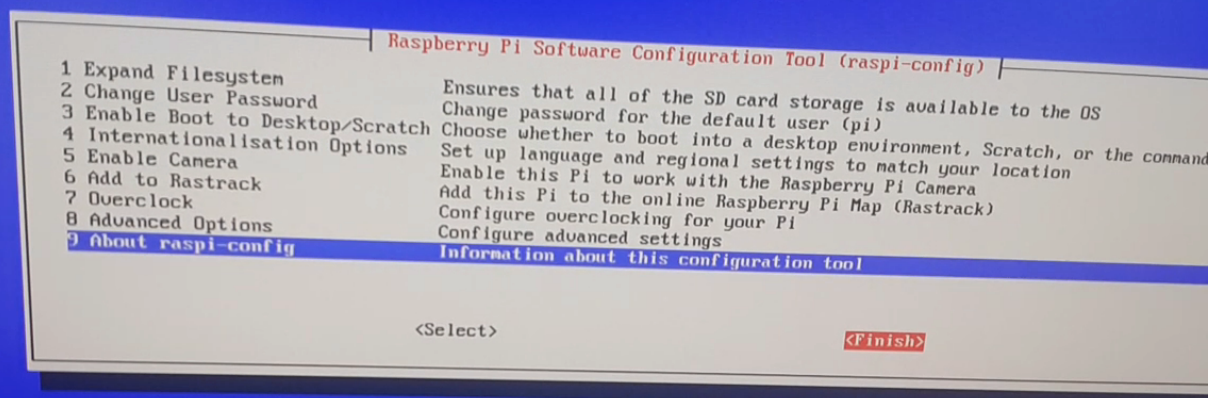 Raspberry Pi Software Configuration Tool (raspi-config)
1 Expand Filesystem Ensures that all of the SD card storage is available to the OS
2 Change User Password Change password for the default user (pi)
3 Enable Boot to Desktop/Scratch Choose whether to boot into a desktop environment, Scratch, or the command
4 Internationalisation Options Set up language and regional settings to match your location
5 Enable Camera Enable this Pi to work with the Raspberry Pi Camera
6 Add to Rastrack Add this Pi to the online Raspberry Pi Map (Rastrack)
7 Overclock Configure overclocking for your Pi
8 Advanced Options Configure advanced settings
9 About raspi-config Information about this configuration tool
<Select> <Finish>